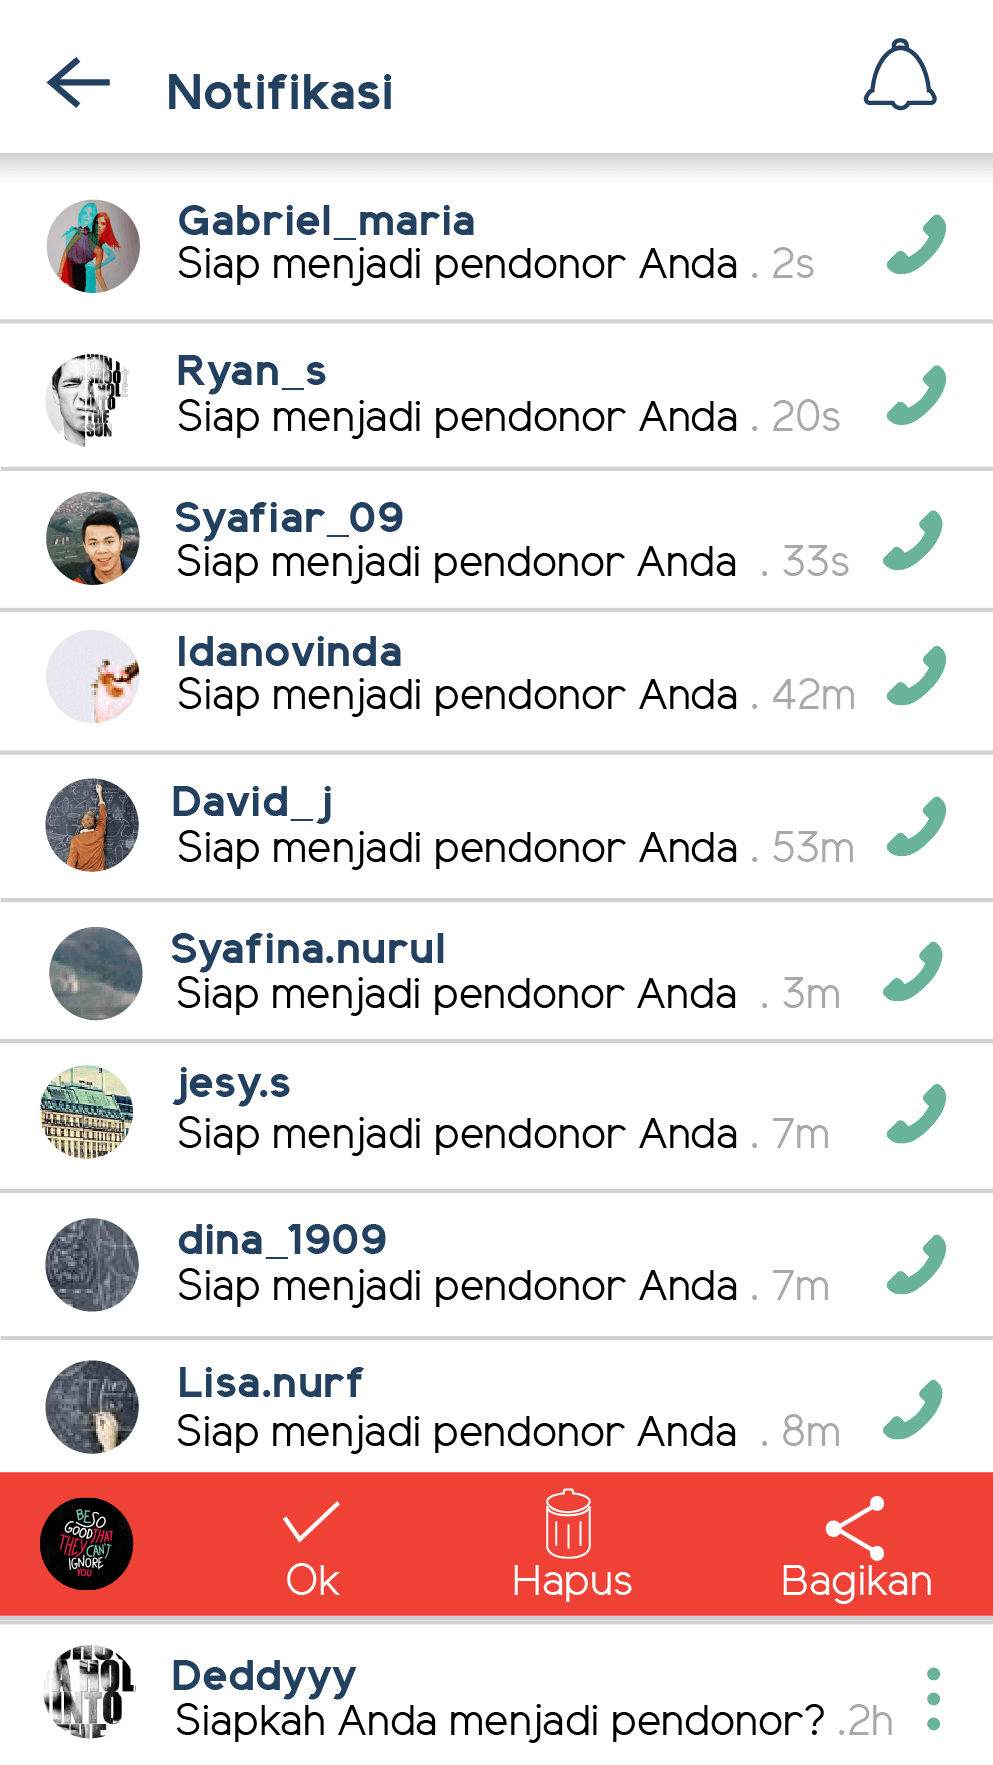 Notifikasi
Gabriel_maria
Siap menjadi pendonor Anda . 2s
Ryan_s
Siap menjadi pendonor Anda . 20s
Syafiar_09
Siap menjadi pendonor Anda . 33s
Idanovinda
Siap menjadi pendonor Anda . 42m
David_j
Siap menjadi pendonor Anda . 53m
Syafina.nurul
Siap menjadi pendonor Anda . 3m
jesy.s
Siap menjadi pendonor Anda . 7m
dina_1909
Siap menjadi pendonor Anda . 7m
Lisa.nurf
Siap menjadi pendonor Anda . 8m
BE SO
GOOD THAT
THEY CAN'T
IGNORE
YOU
Ok Hapus Bagikan
Deddyyy
Siapkah Anda menjadi pendonor? .2h